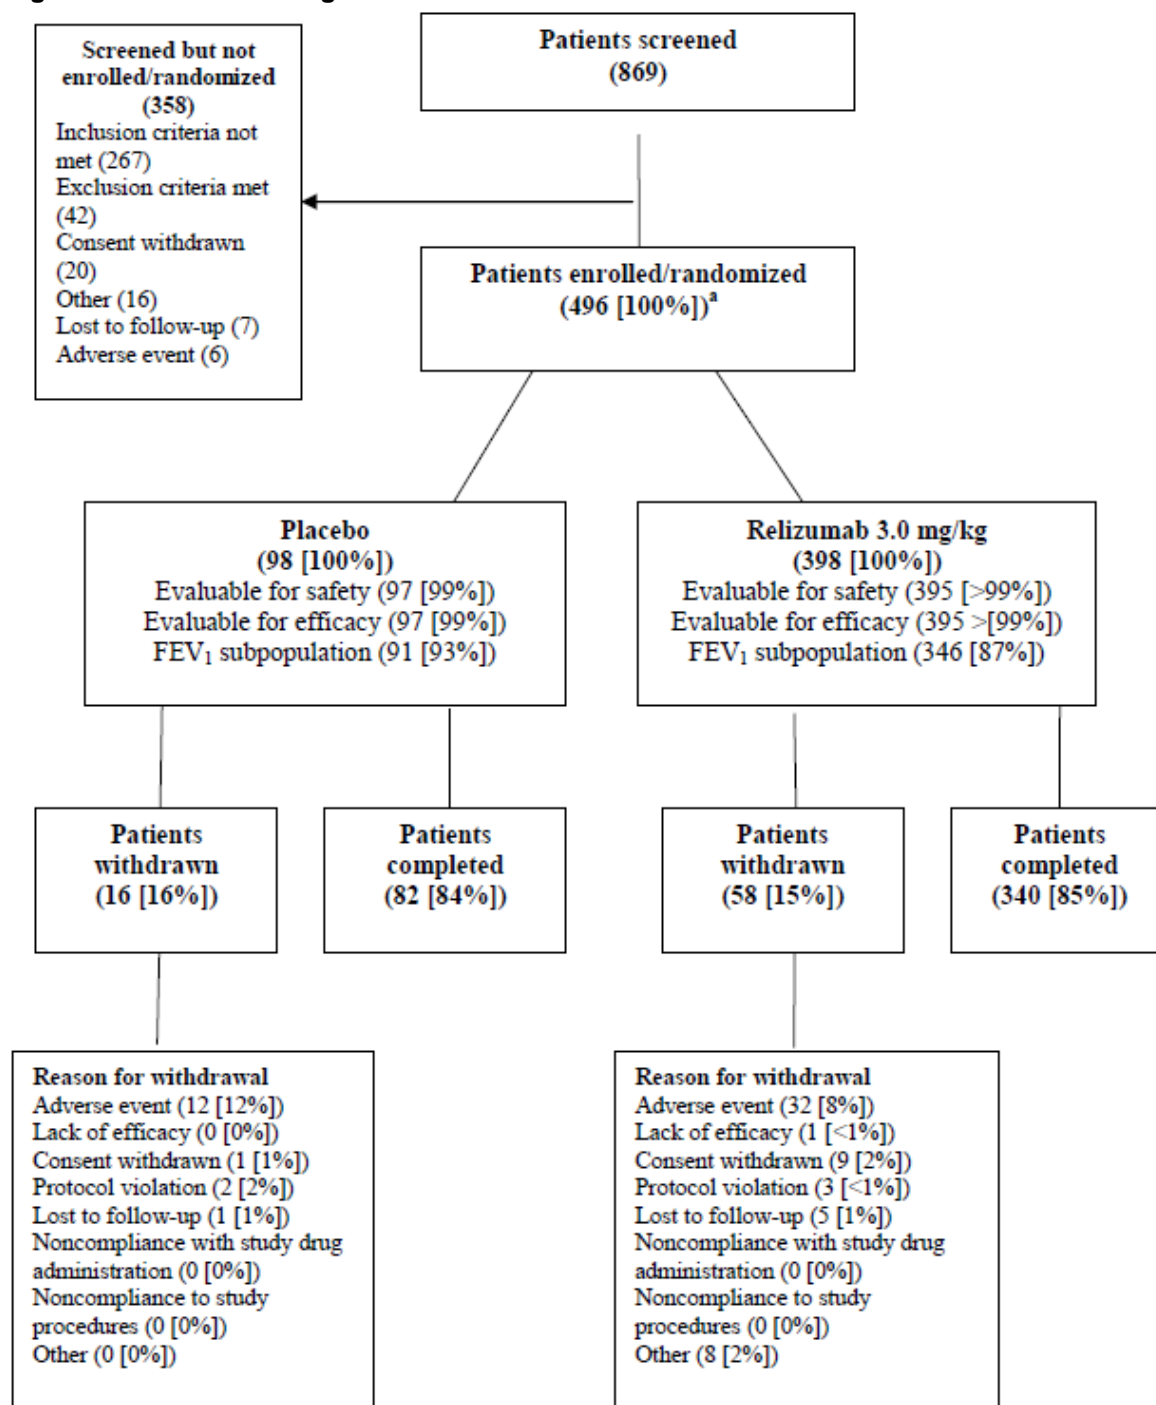 Patients screened
(869)
Screened but not
enrolled/randomized
(358)
Inclusion criteria not
met (267)
Exclusion criteria met
(42)
Consent withdrawn
(20)
Other (16)
Lost to follow-up (7)
Adverse event (6)
Patients enrolled/randomized
(496 [100%])ª
Placebo
(98 [100%])
Evaluable for safety (97 [99%])
Evaluable for efficacy (97 [99%])
FEV₁ subpopulation (91 [93%])
Relizumab 3.0 mg/kg
(398 [100%])
Evaluable for safety (395 [>99%])
Evaluable for efficacy (395 >[99%])
FEV₁ subpopulation (346 [87%])
Patients
withdrawn
(16 [16%])
Patients
completed
(82 [84%])
Patients
withdrawn
(58 [15%])
Patients
completed
(340 [85%])
Reason for withdrawal
Adverse event (12 [12%])
Lack of efficacy (0 [0%])
Consent withdrawn (1 [1%])
Protocol violation (2 [2%])
Lost to follow-up (1 [1%])
Noncompliance with study drug
administration (0 [0%])
Noncompliance to study
procedures (0 [0%])
Other (0 [0%])
Reason for withdrawal
Adverse event (32 [8%])
Lack of efficacy (1 [<1%])
Consent withdrawn (9 [2%])
Protocol violation (3 [<1%])
Lost to follow-up (5 [1%])
Noncompliance with study drug
administration (0 [0%])
Noncompliance to study
procedures (0 [0%])
Other (8 [2%])